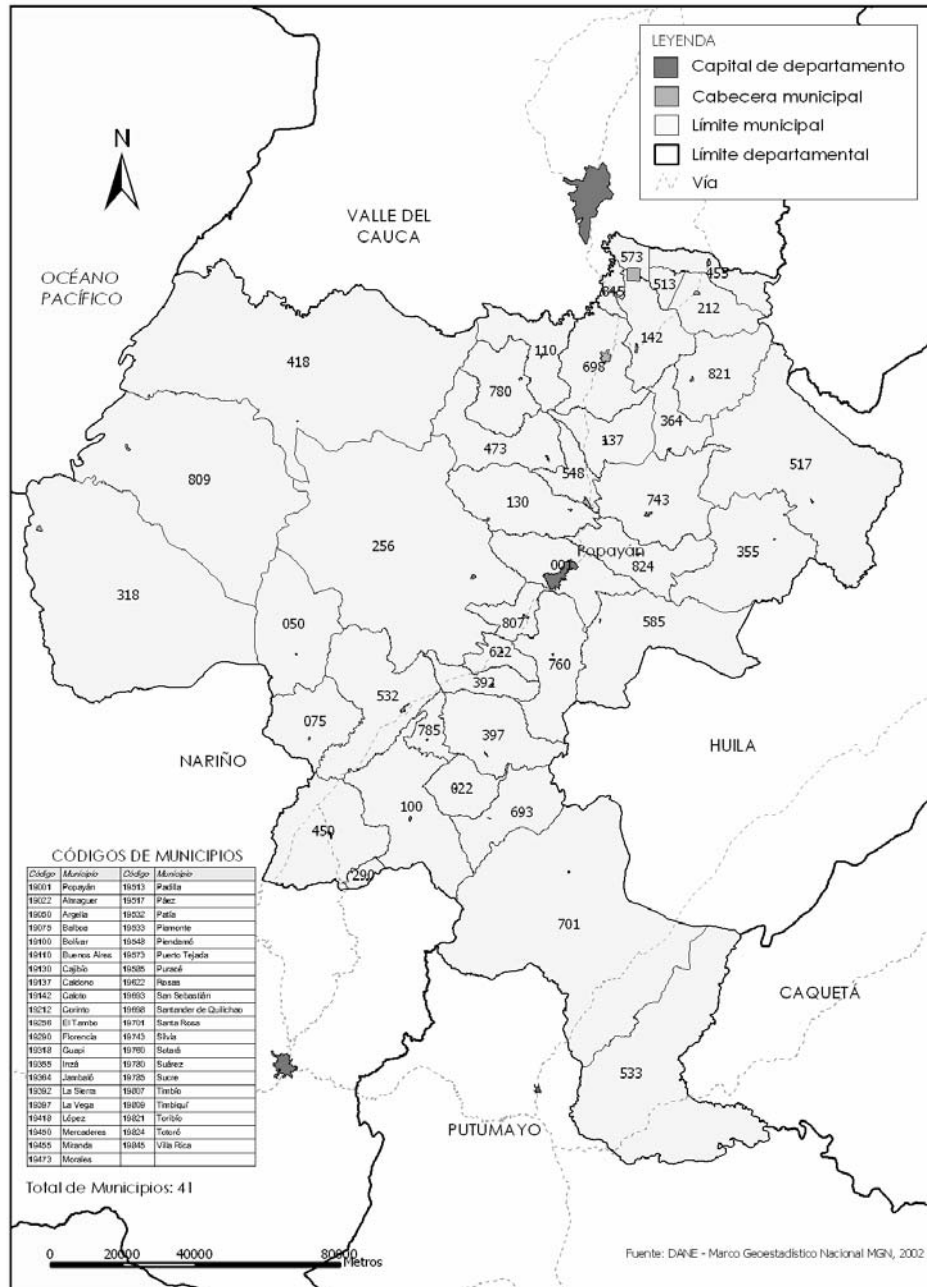 LEYENDA
Capital de departamento
Cabecera municipal
Límite municipal
Límite departamental
Vía
N
VALLE DEL
CAUCA
OCÉANO
PACÍFICO
573
455
845
513
212
142
418
110
698
821
780
364
137
473
517
548
809
743
130
256
Popayán
001
355
824
318
050
807
585
622
760
392
532
075
785
397
NARIÑO
HUILA
022
100
693
450
290
701
CAQUETÁ
533
PUTUMAYO
CÓDIGOS DE MUNICIPIOS
Código Municipio Código Municipio
19001 Popayán 19513 Padilla
19022 Almaguer 19517 Páez
19050 Argelia 19532 Patía
19075 Balboa 19533 Piamonte
19100 Bolívar 19548 Piendamó
19110 Buenos Aires 19573 Puerto Tejada
19130 Cajibío 19585 Puracé
19137 Caldono 19622 Rosas
19142 Caloto 19693 San Sebastián
19212 Corinto 19698 Santander de Quilichao
19256 El Tambo 19701 Santa Rosa
19290 Florencia 19743 Silvia
19318 Guapi 19760 Sotará
19355 Inzá 19780 Suárez
19364 Jambaló 19785 Sucre
19392 La Sierra 19807 Timbío
19397 La Vega 19809 Timbiquí
19418 López 19821 Toribío
19450 Mercaderes 19824 Totoró
19455 Miranda 19845 Villa Rica
19473 Morales
Total de Municipios: 41
0 20000 40000 80000
Metros
Fuente: DANE - Marco Geoestadístico Nacional MGN, 2002